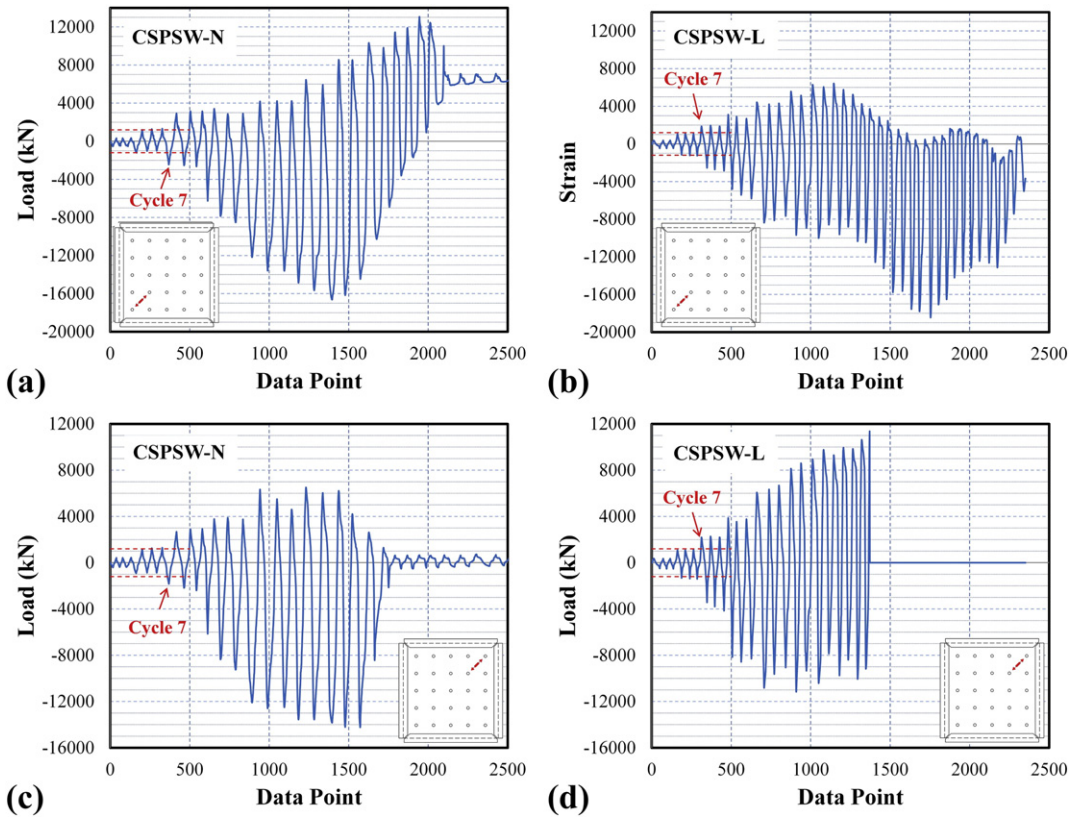 12000
8000
4000
0
-4000
-8000
-12000
-16000
-20000
Load (kN)
CSPSW-N
Cycle 7
0
500
1000
1500
2000
2500
Data Point
(a)
12000
8000
4000
0
-4000
-8000
-12000
-16000
-20000
Strain
CSPSW-L
Cycle 7
0
500
1000
1500
2000
2500
Data Point
(b)
12000
8000
4000
0
-4000
-8000
-12000
-16000
Load (kN)
CSPSW-N
Cycle 7
0
500
1000
1500
2000
2500
Data Point
(c)
12000
8000
4000
0
-4000
-8000
-12000
-16000
Load (kN)
CSPSW-L
Cycle 7
0
500
1000
1500
2000
2500
Data Point
(d)